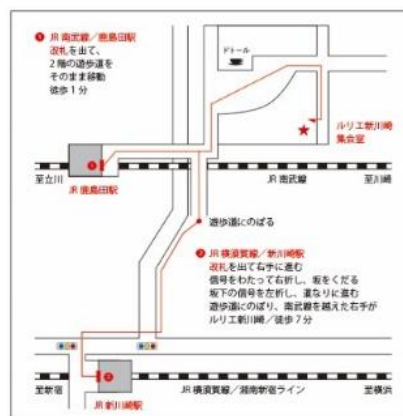 ❶ JR 南武線／鹿島田駅
改札を出て、
2 階の遊歩道を
そのまま移動
徒歩 1 分
ドトール
ルリエ新川崎
集会室
❶
至立川
JR 鹿島田駅
JR 南武線
至川崎
遊歩道にのぼる
❷ JR 横須賀線／新川崎駅
改札を出て右手に進む
信号をわたって右折し、坂をくだる
坂下の信号を左折し、道なりに進む
遊歩道にのぼり、南武線を越えた右手が
ルリエ新川崎／徒歩 7 分
❷
至新宿
JR 新川崎駅
JR 横須賀線／湘南新宿ライン
至横浜